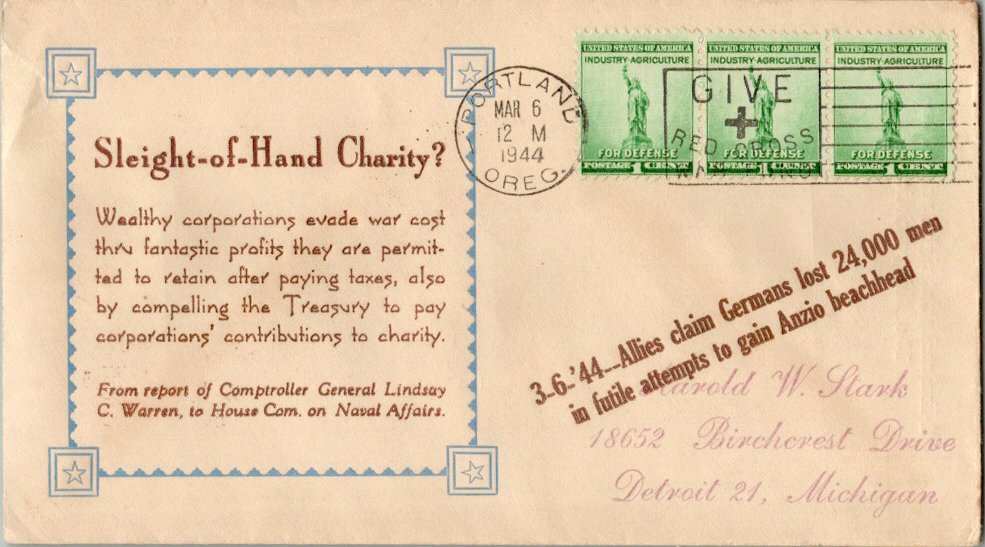 Sleight-of-Hand Charity?
Wealthy corporations evade war cost
thru fantastic profits they are permit-
ted to retain after paying taxes, also
by compelling the Treasury to pay
corporations' contributions to charity.
From report of Comptroller General Lindsay
C. Warren, to House Com. on Naval Affairs.
PORTLAND
MAR 6
12 M
1944
OREG.
UNITED STATES OF AMERICA
INDUSTRY·AGRICULTURE
FOR DEFENSE
POSTAGE 1 CENT
UNITED STATES OF AMERICA
INDUSTRY·AGRICULTURE
FOR DEFENSE
POSTAGE 1 CENT
UNITED STATES OF AMERICA
INDUSTRY·AGRICULTURE
FOR DEFENSE
POSTAGE 1 CENT
GIVE
+
RED CROSS
WAR FUND
3-6-'44--Allies claim Germans lost 24,000 men
in futile attempts to gain Anzio beachhead
Harold W. Stark
18652 Birchcrest Drive
Detroit 21, Michigan